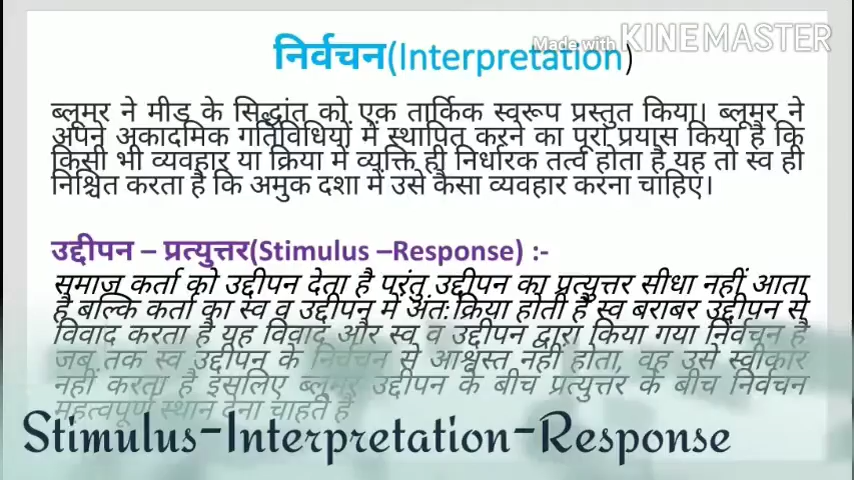 Made with KINEMASTER
निर्वचन(Interpretation)
ब्लूमर ने मीड के सिद्धांत को एक तार्किक स्वरूप प्रस्तुत किया। ब्लूमर ने
अपने अकादमिक गतिविधियों में स्थापित करने का पूरा प्रयास किया है कि
किसी भी व्यवहार या क्रिया में व्यक्ति ही निर्धारक तत्व होता है यह तो स्व ही
निश्चित करता है कि अमुक दशा में उसे कैसा व्यवहार करना चाहिए।
उद्दीपन – प्रत्युत्तर(Stimulus –Response) :-
समाज कर्ता को उद्दीपन देता है परंतु उद्दीपन का प्रत्युत्तर सीधा नहीं आता
है बल्कि कर्ता का स्व व उद्दीपन में अंत:क्रिया होती है स्व बराबर उद्दीपन से
विवाद करता है यह विवाद और स्व व उद्दीपन द्वारा किया गया निर्वचन है
जब तक स्व उद्दीपन के निर्वचन से आश्वस्त नहीं होता, वह उसे स्वीकार
नहीं करता है इसलिए ब्लूमर उद्दीपन के बीच प्रत्युत्तर के बीच निर्वचन
महत्वपूर्ण स्थान देना चाहते है
Stimulus-Interpretation-Response